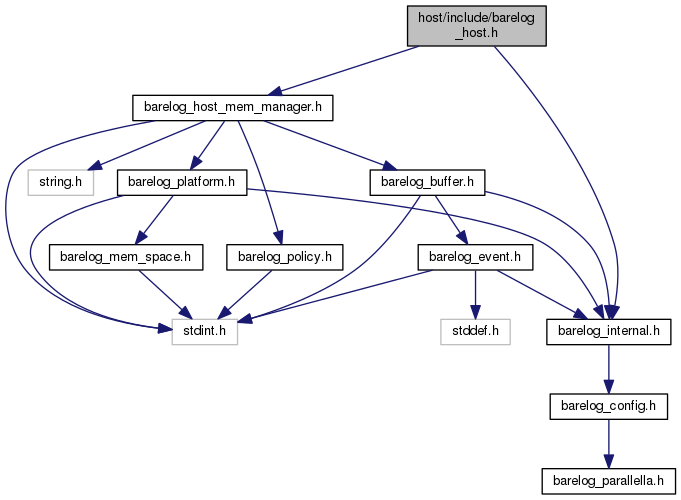 host/include/barelog
_host.h
barelog_host_mem_manager.h
string.h
barelog_platform.h
barelog_buffer.h
barelog_mem_space.h
barelog_policy.h
barelog_event.h
stdint.h
stddef.h
barelog_internal.h
barelog_config.h
barelog_parallella.h